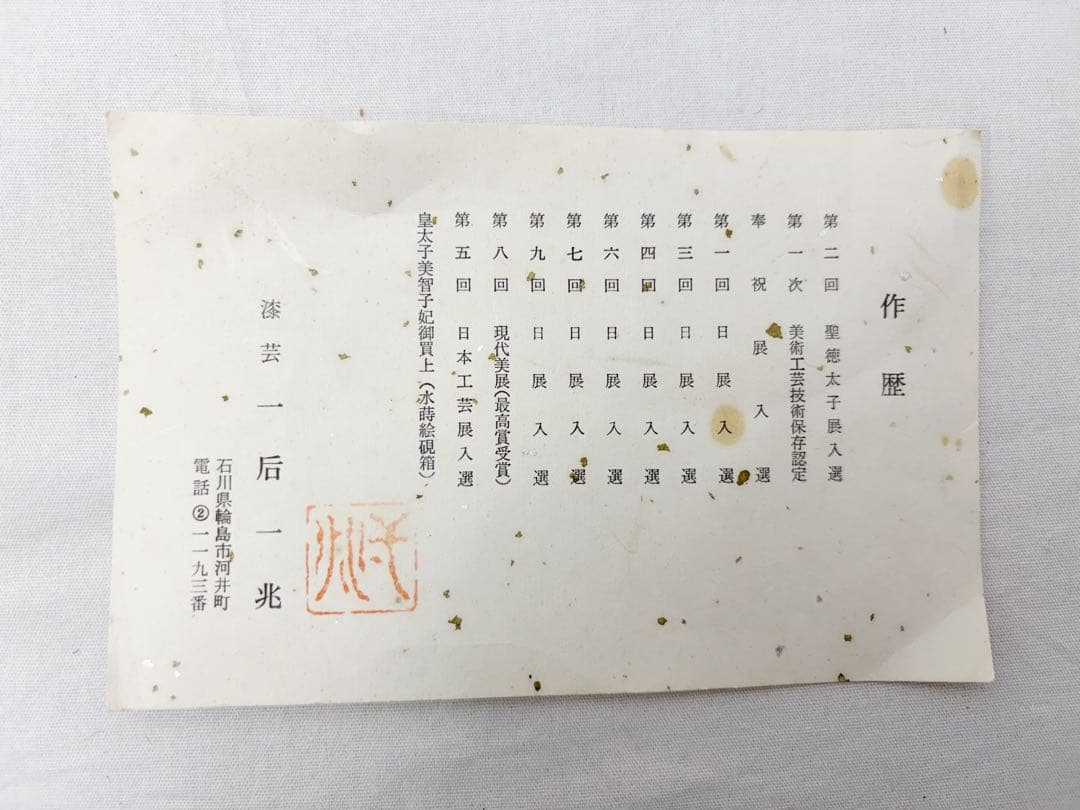 作歴
第二回 聖徳太子展入選
第一次 美術工芸技術保存認定
奉祝展入選
第一回 日展入選
第三回 日展入選
第四回 日展入選
第六回 日展入選
第七回 日展入選
第九回 日展入選
第八回 現代美展(最高賞受賞)
第五回 日本工芸展入選
皇太子美智子妃御買上(水蒔絵硯箱)
漆芸 一后一兆
石川県輪島市河井町
電話②一一九三番